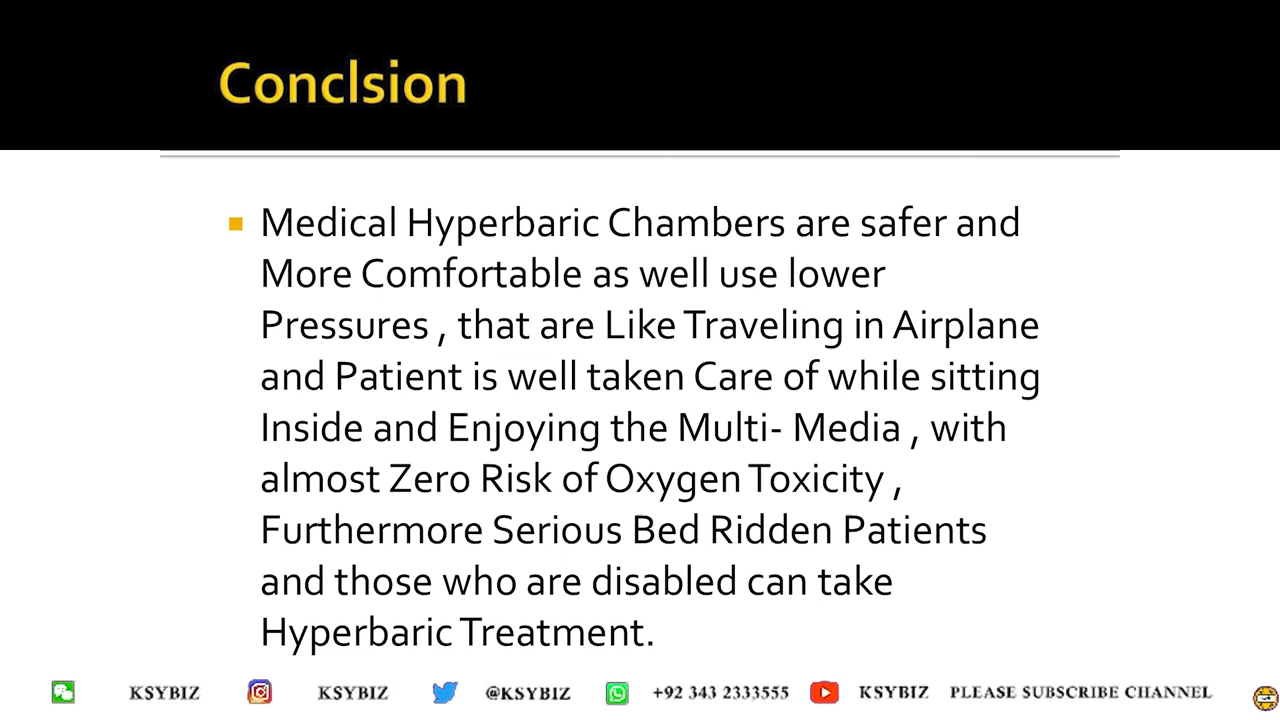 Conclsion
Medical Hyperbaric Chambers are safer and
More Comfortable as well use lower
Pressures , that are Like Traveling in Airplane
and Patient is well taken Care of while sitting
Inside and Enjoying the Multi- Media , with
almost Zero Risk of Oxygen Toxicity ,
Furthermore Serious Bed Ridden Patients
and those who are disabled can take
Hyperbaric Treatment.
KSYBIZ KSYBIZ @KSYBIZ +92 343 2333555 KSYBIZ PLEASE SUBSCRIBE CHANNEL